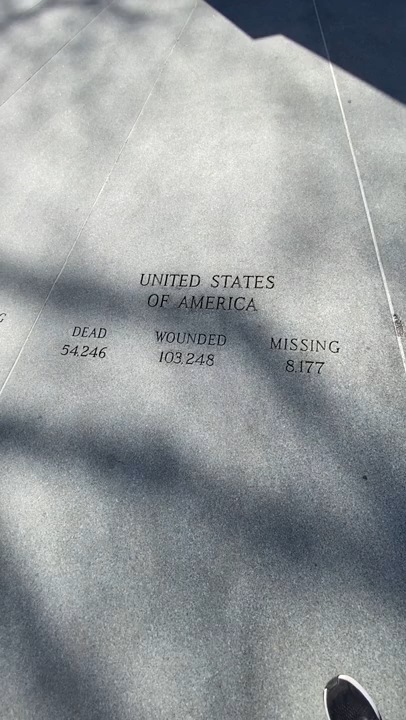 UNITED STATES
OF AMERICA
DEAD WOUNDED MISSING
54,246 103,248 8,177